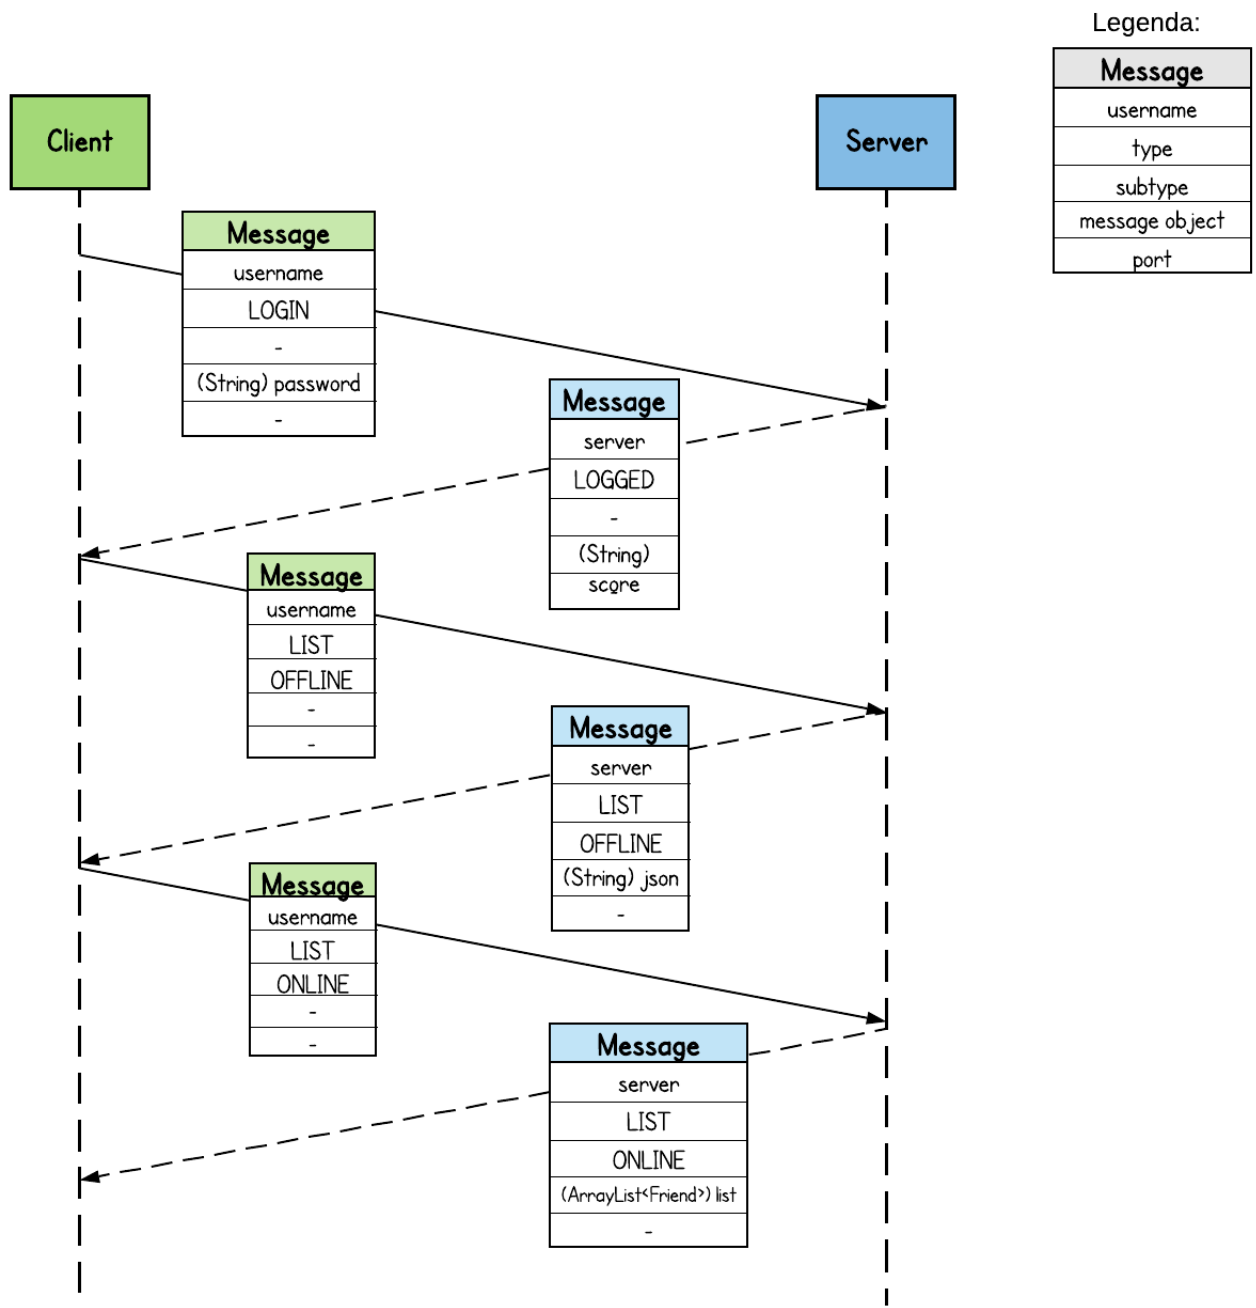 Legenda:
Message
username
type
subtype
message object
port
Client
Server
Message
username
LOGIN
-
(String) password
-
Message
server
LOGGED
-
(String)
score
-
Message
username
LIST
OFFLINE
-
-
Message
server
LIST
OFFLINE
(String) json
-
Message
username
LIST
ONLINE
-
-
Message
server
LIST
ONLINE
(ArrayList<Friend>) list
-